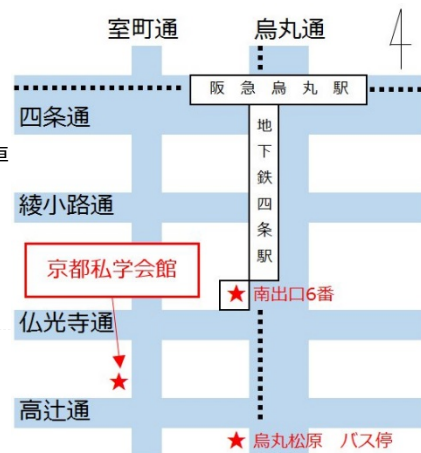 室町通
烏丸通
阪急烏丸駅
四条通
地下鉄四条駅
綾小路通
京都私学会館
南出口6番
仏光寺通
高辻通
烏丸松原 バス停